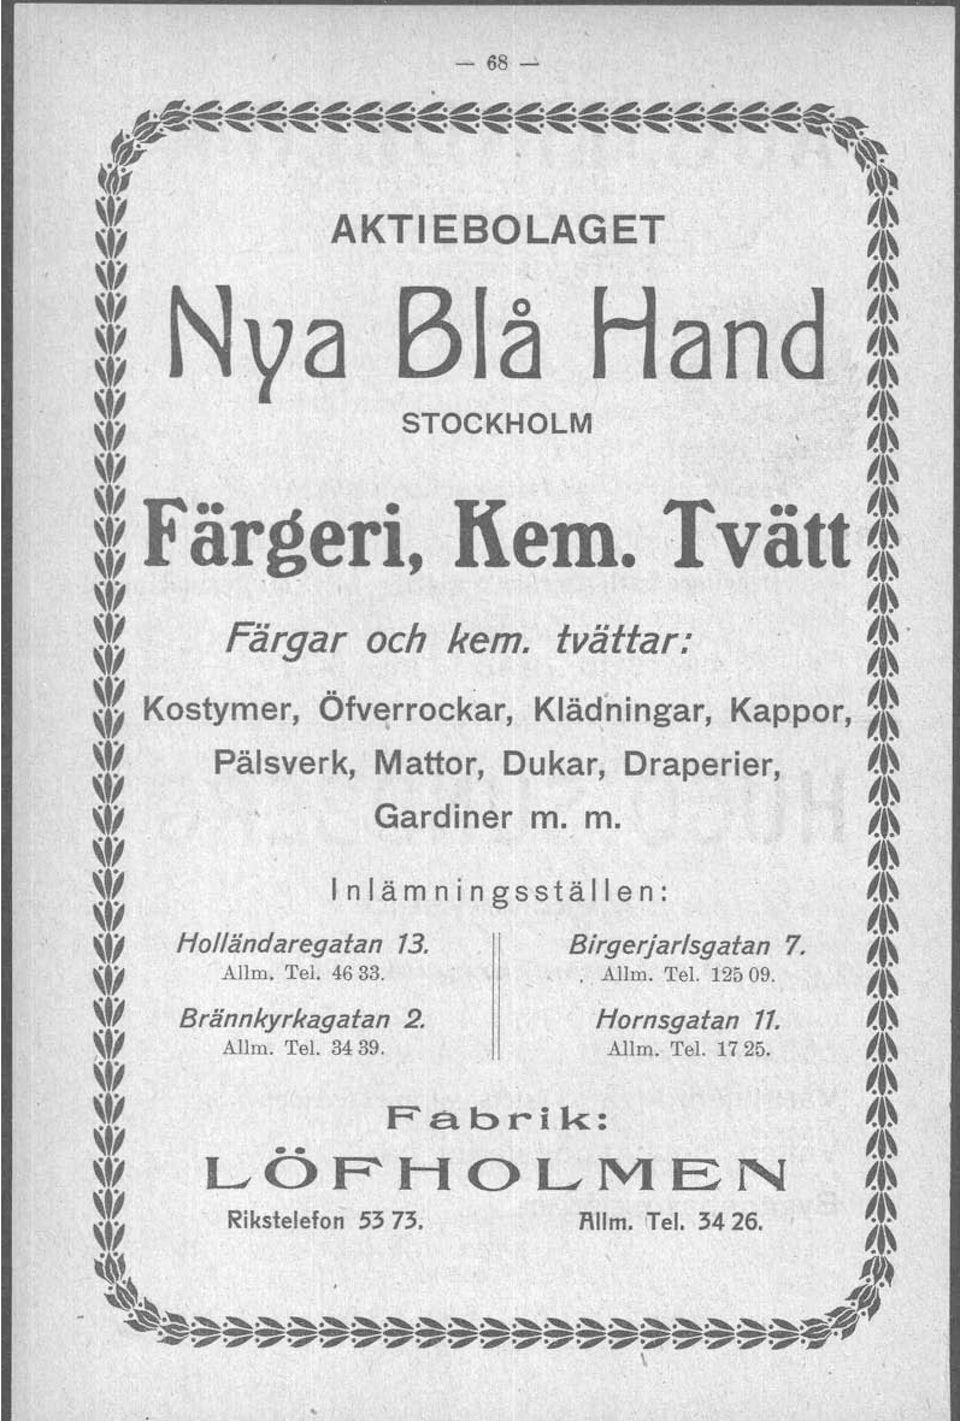 — 68 —
AKTIEBOLAGET
Nya Blå Hand
STOCKHOLM
Färgeri, Kem. Tvätt
Färgar och kem. tvättar:
Kostymer, Öfverrockar, Klädningar, Kappor,
Pälsverk, Mattor, Dukar, Draperier,
Gardiner m. m.
Inlämningsställen:
Holländaregatan 13.
Allm. Tel. 46 33.
Brännkyrkagatan 2.
Allm. Tel. 34 39.
Birgerjarlsgatan 7.
Allm. Tel. 125 09.
Hornsgatan 11.
Allm. Tel. 17 25.
Fabrik:
LÖFHOLMEN
Rikstelefon 53 73. Allm. Tel. 34 26.